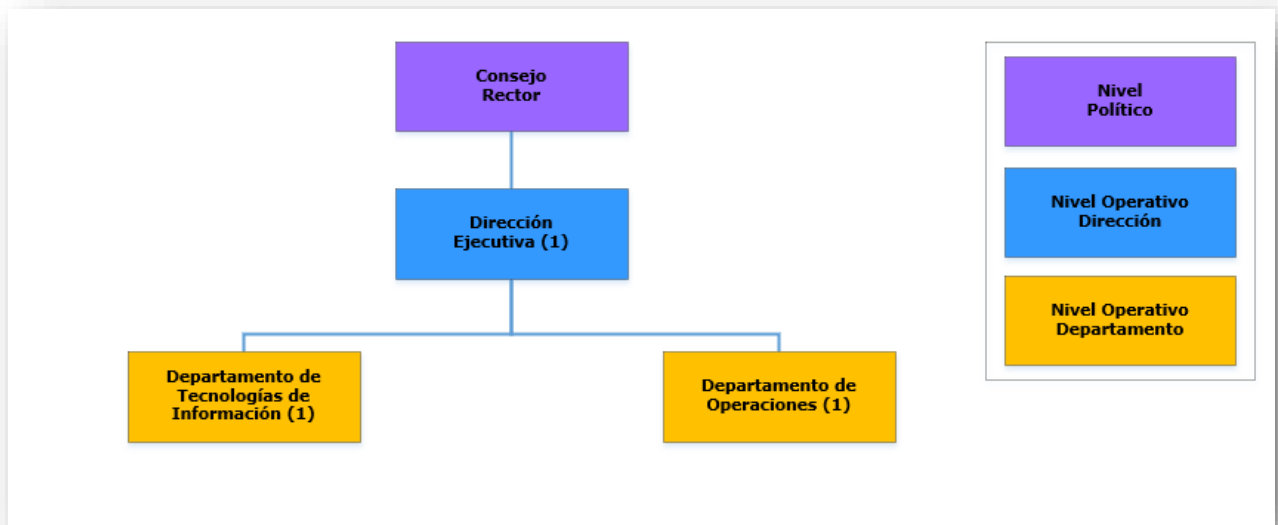 Consejo
Rector
Dirección
Ejecutiva (1)
Departamento de
Tecnologías de
Información (1)
Departamento de
Operaciones (1)
Nivel
Político
Nivel Operativo
Dirección
Nivel Operativo
Departamento